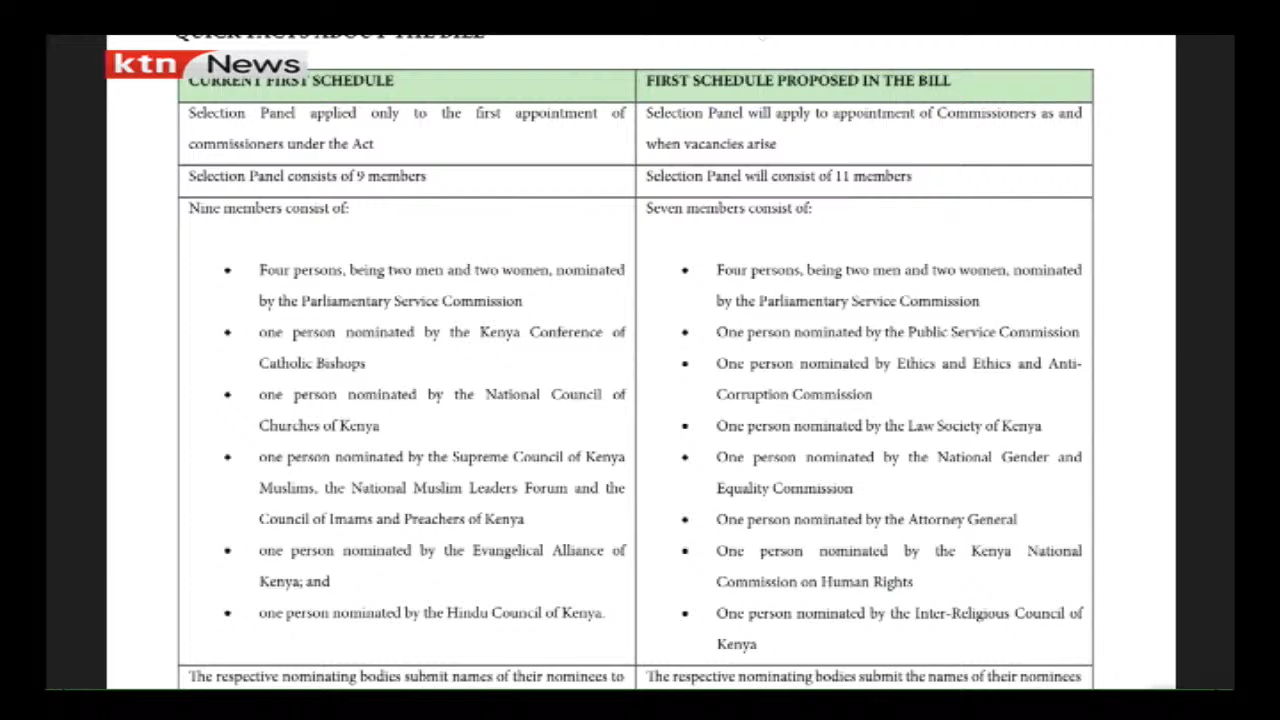 QUICK FACTS ABOUT THE BILL
ktn News
CURRENT FIRST SCHEDULE
FIRST SCHEDULE PROPOSED IN THE BILL
Selection Panel applied only to the first appointment of
commissioners under the Act
Selection Panel will apply to appointment of Commissioners as and
when vacancies arise
Selection Panel consists of 9 members
Selection Panel will consist of 11 members
Nine members consist of:
• Four persons, being two men and two women, nominated
by the Parliamentary Service Commission
• one person nominated by the Kenya Conference of
Catholic Bishops
• one person nominated by the National Council of
Churches of Kenya
• one person nominated by the Supreme Council of Kenya
Muslims, the National Muslim Leaders Forum and the
Council of Imams and Preachers of Kenya
• one person nominated by the Evangelical Alliance of
Kenya; and
• one person nominated by the Hindu Council of Kenya.
Seven members consist of:
• Four persons, being two men and two women, nominated
by the Parliamentary Service Commission
• One person nominated by the Public Service Commission
• One person nominated by Ethics and Ethics and Anti-
Corruption Commission
• One person nominated by the Law Society of Kenya
• One person nominated by the National Gender and
Equality Commission
• One person nominated by the Attorney General
• One person nominated by the Kenya National
Commission on Human Rights
• One person nominated by the Inter-Religious Council of
Kenya
The respective nominating bodies submit names of their nominees to
The respective nominating bodies submit the names of their nominees